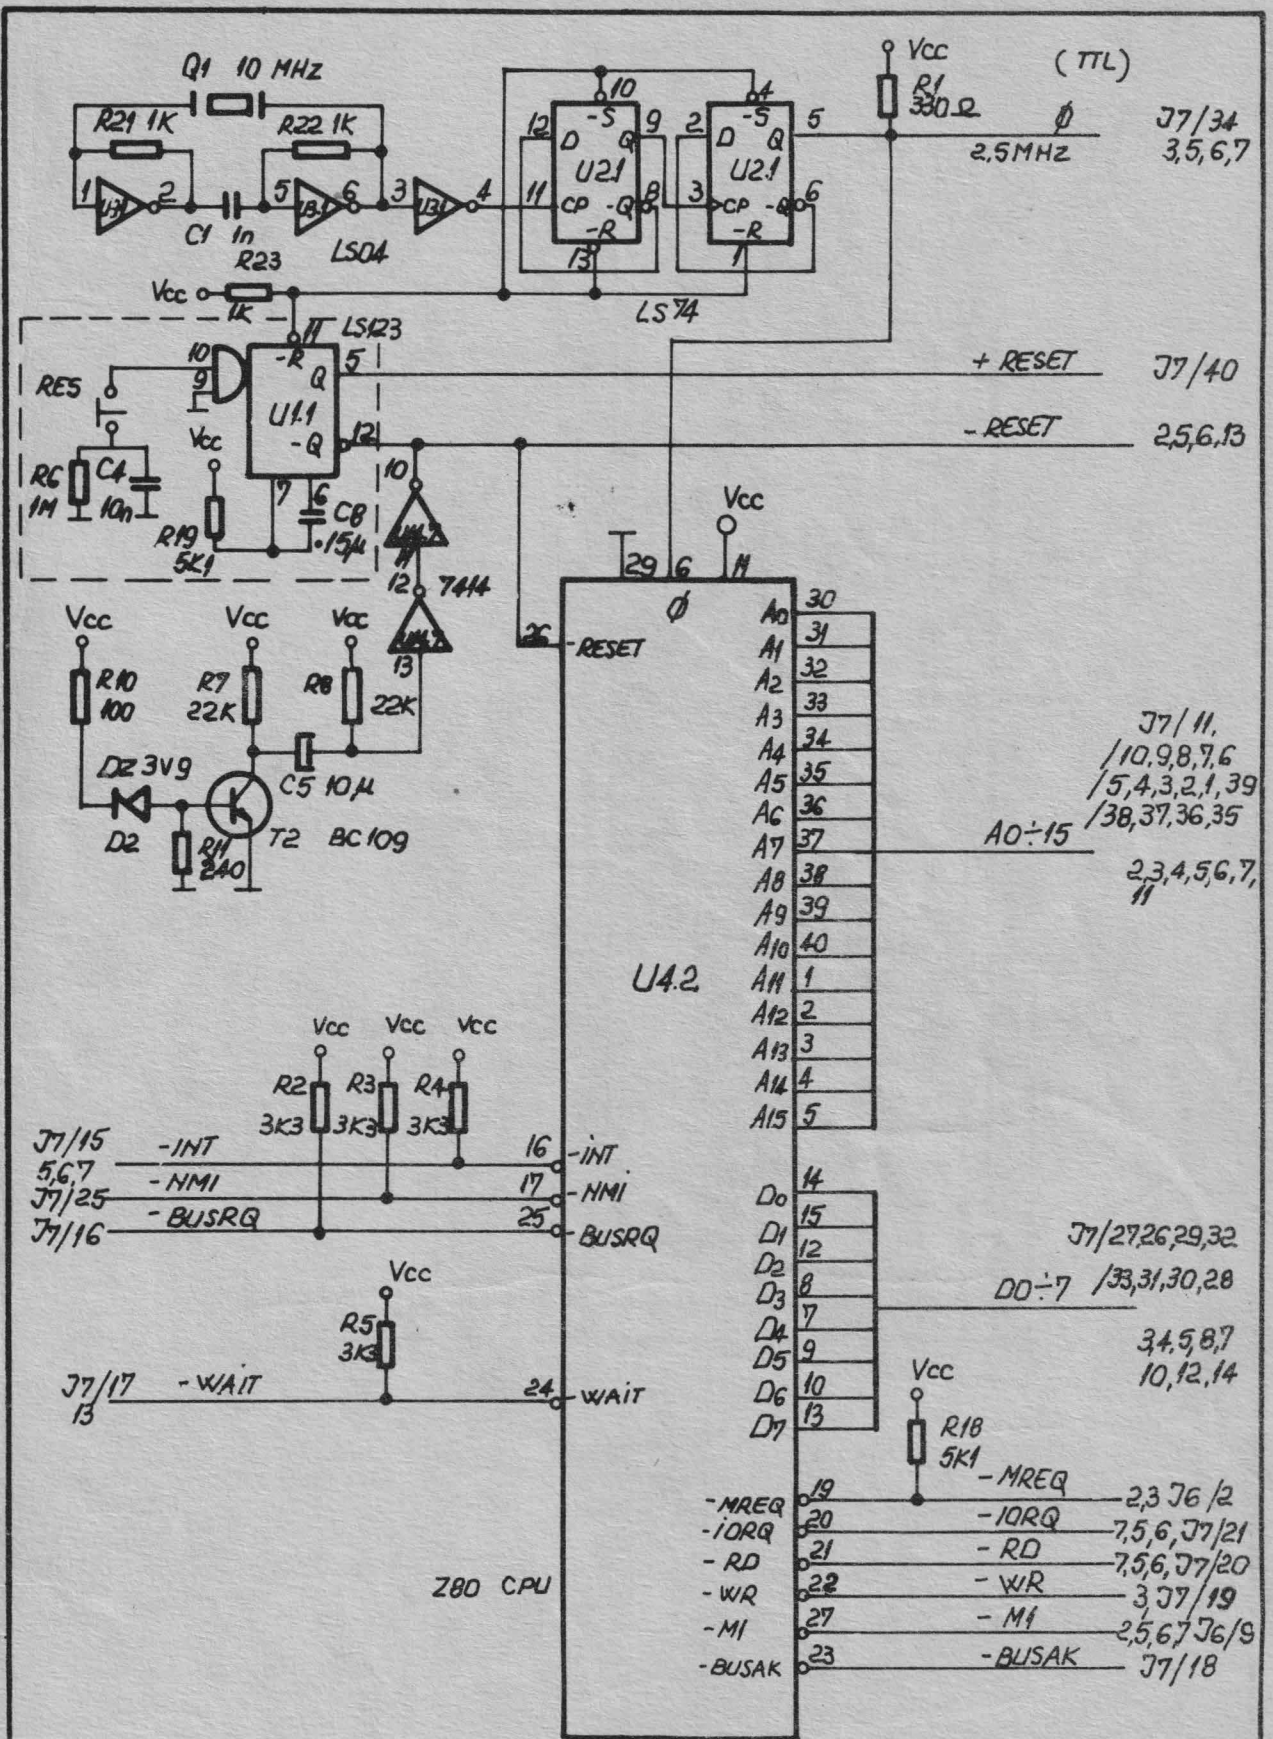 Q1 10 MHz
R21 1K
R22 1K
1
2
5
6
3
4
U3.1
U3.1
U3.1
C1 1n
LS04
12
D
10
-S
Q
9
U2.1
11
CP
-Q
8
-R
13
2
D
4
-S
Q
5
U2.1
3
CP
-Q
6
-R
1
LS74
Vcc
R1
330Ω
(TTL)
Ø
2,5MHZ
J7/34
3,5,6,7
R23
Vcc
1K
11
LS123
10
9
-R
Q
5
U1.1
-Q
12
7
6
RES
R6
1M
C4
10n
Vcc
R19
5K1
C8
15µ
+ RESET
J7/40
- RESET
2,5,6,13
10
11
12
7414
13
Vcc
R10
100
Vcc
R7
22K
Vcc
R8
22K
DZ 3V9
D2
R11
240
C5 10µ
T2 BC109
Vcc
29
6
11
Ø
26
-RESET
A0 30
A1 31
A2 32
A3 33
A4 34
A5 35
A6 36
A7 37
A8 38
A9 39
A10 40
A11 1
A12 2
A13 3
A14 4
A15 5
A0÷15
J7/11,
/10,9,8,7,6
/5,4,3,2,1,39
/38,37,36,35
2,3,4,5,6,7,
11
U4.2
Vcc
Vcc
Vcc
R2
3K3
R3
3K3
R4
3K3
J7/15
5,6,7
-INT
16
-INT
J7/25
-NMI
17
-NMI
J7/16
-BUSRQ
25
-BUSRQ
Vcc
R5
3K3
J7/17
13
-WAIT
24
-WAIT
D0 14
D1 15
D2 12
D3 8
D4 7
D5 9
D6 10
D7 13
D0÷7
J7/27,26,29,32
/33,31,30,28
3,4,5,8,7
10,12,14
Vcc
R18
5K1
-MREQ 19 -MREQ 2,3 J6/2
-IORQ 20 -IORQ 7,5,6,J7/21
-RD 21 -RD 7,5,6,J7/20
-WR 22 -WR 3,J7/19
-M1 27 -M1 2,5,6,7 J6/9
-BUSAK 23 -BUSAK J7/18
Z80 CPU